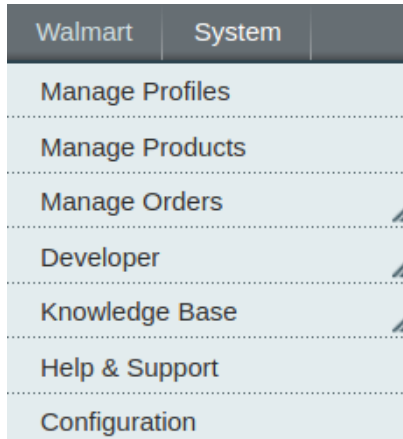 Walmart System
Manage Profiles
Manage Products
Manage Orders
Developer
Knowledge Base
Help & Support
Configuration